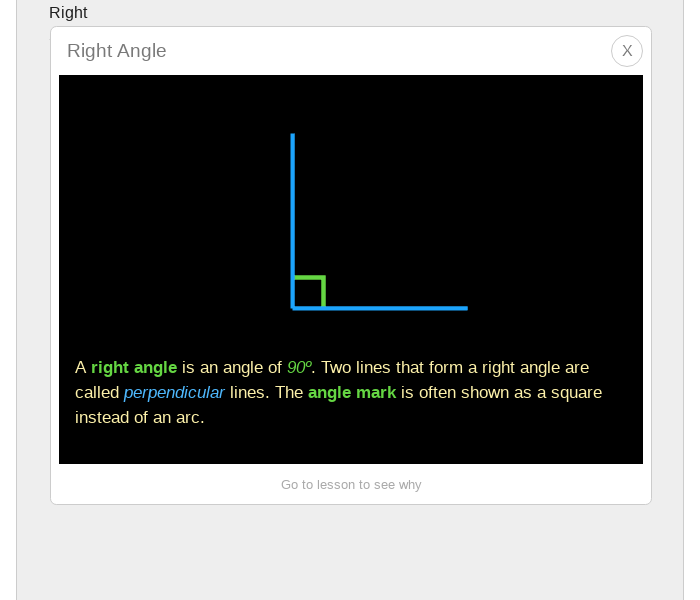 Right
Right Angle
X
A right angle is an angle of 90º. Two lines that form a right angle are
called perpendicular lines. The angle mark is often shown as a square
instead of an arc.
Go to lesson to see why